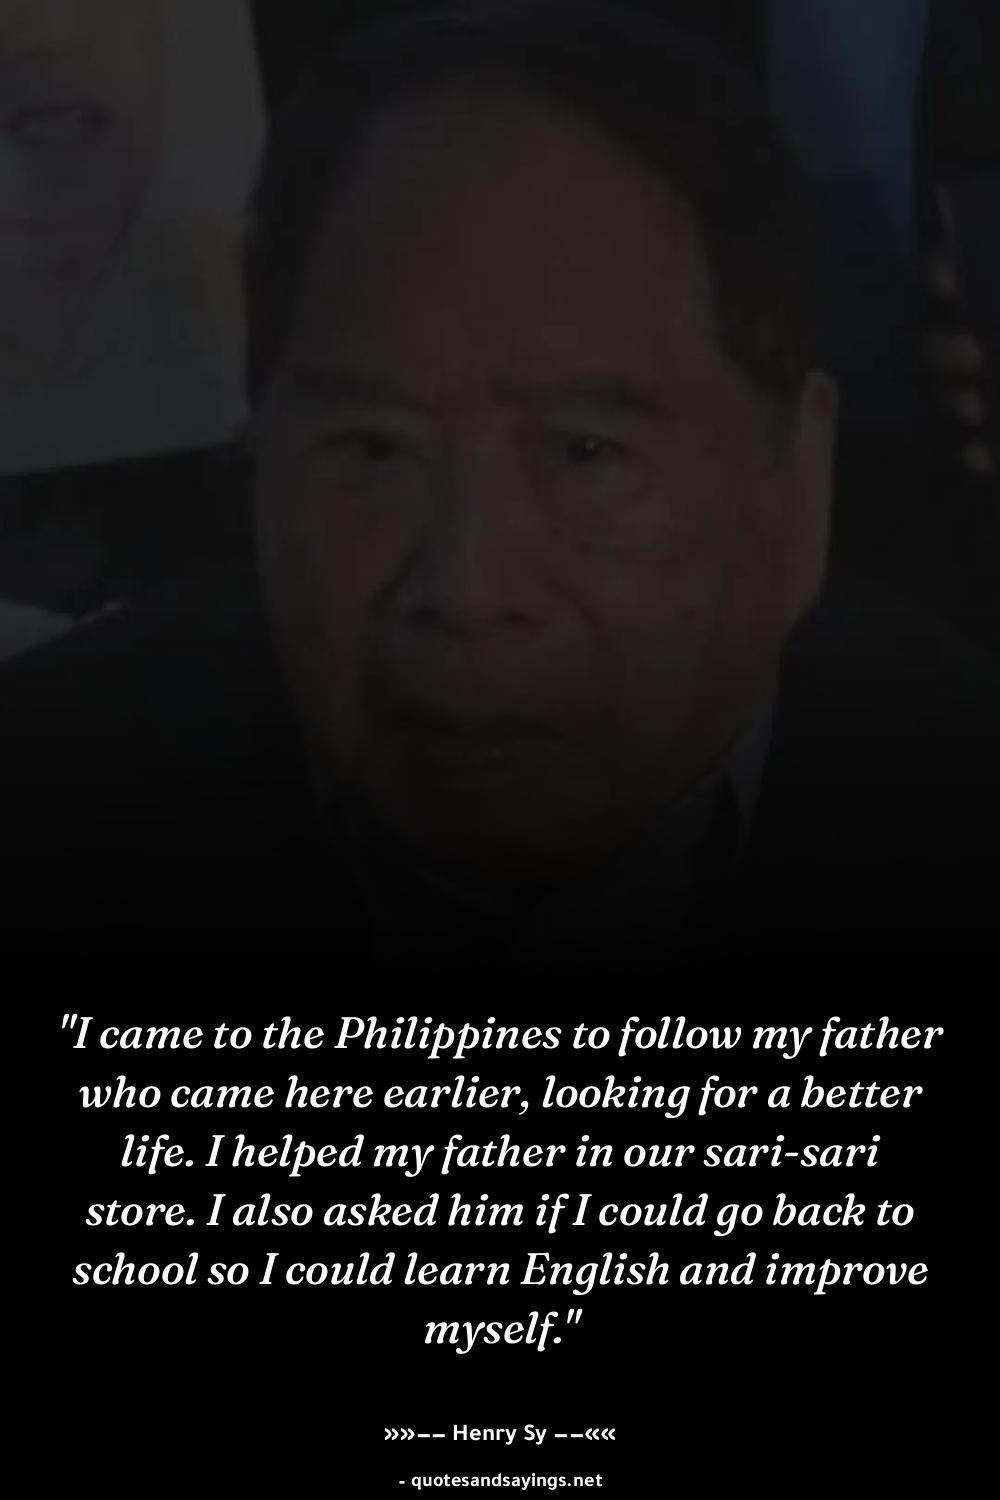 "I came to the Philippines to follow my father
who came here earlier, looking for a better
life. I helped my father in our sari-sari
store. I also asked him if I could go back to
school so I could learn English and improve
myself."
»»−− Henry Sy −−««
- quotesandsayings.net